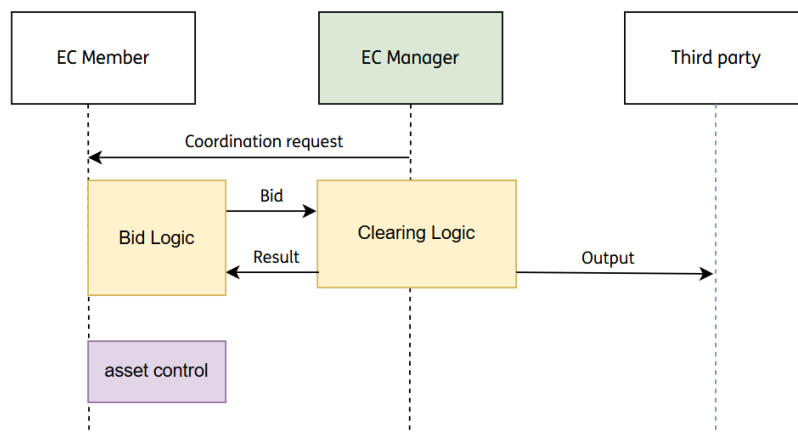 EC Member
EC Manager
Third party
Coordination request
Bid Logic
Bid
Clearing Logic
Result
Output
asset control